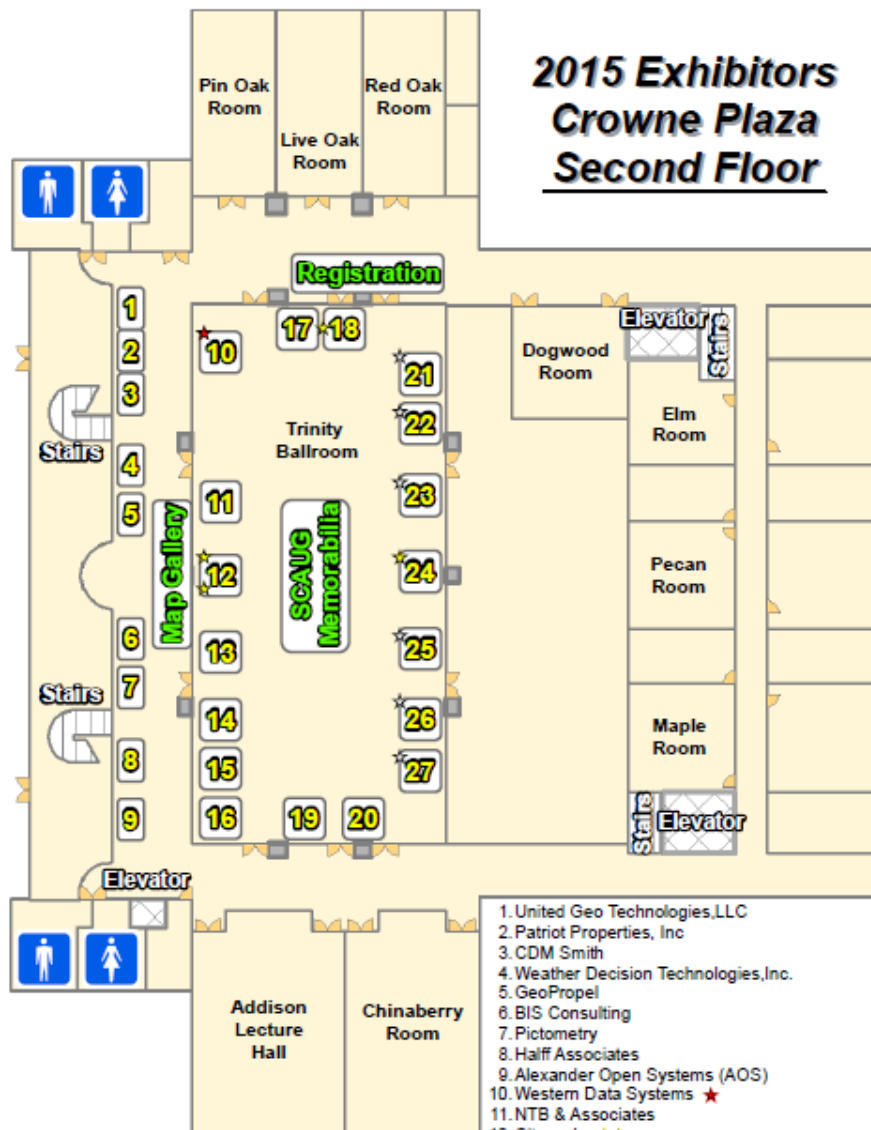 2015 Exhibitors
Crowne Plaza
Second Floor
Pin Oak
Room
Live Oak
Room
Red Oak
Room
Registration
1
2
3
4
5
6
7
8
9
10
17
18
21
22
23
24
25
26
27
11
12
13
14
15
16
19
20
Trinity
Ballroom
Map Gallery
SCAUG
Memorabilia
Stairs
Stairs
Elevator
Dogwood
Room
Elevator
Stairs
Elm
Room
Pecan
Room
Maple
Room
Stairs
Elevator
Addison
Lecture
Hall
Chinaberry
Room
1. United Geo Technologies,LLC
2. Patriot Properties, Inc
3. CDM Smith
4. Weather Decision Technologies,Inc.
5. GeoPropel
6. BIS Consulting
7. Pictometry
8. Halff Associates
9. Alexander Open Systems (AOS)
10. Western Data Systems
11. NTB & Associates